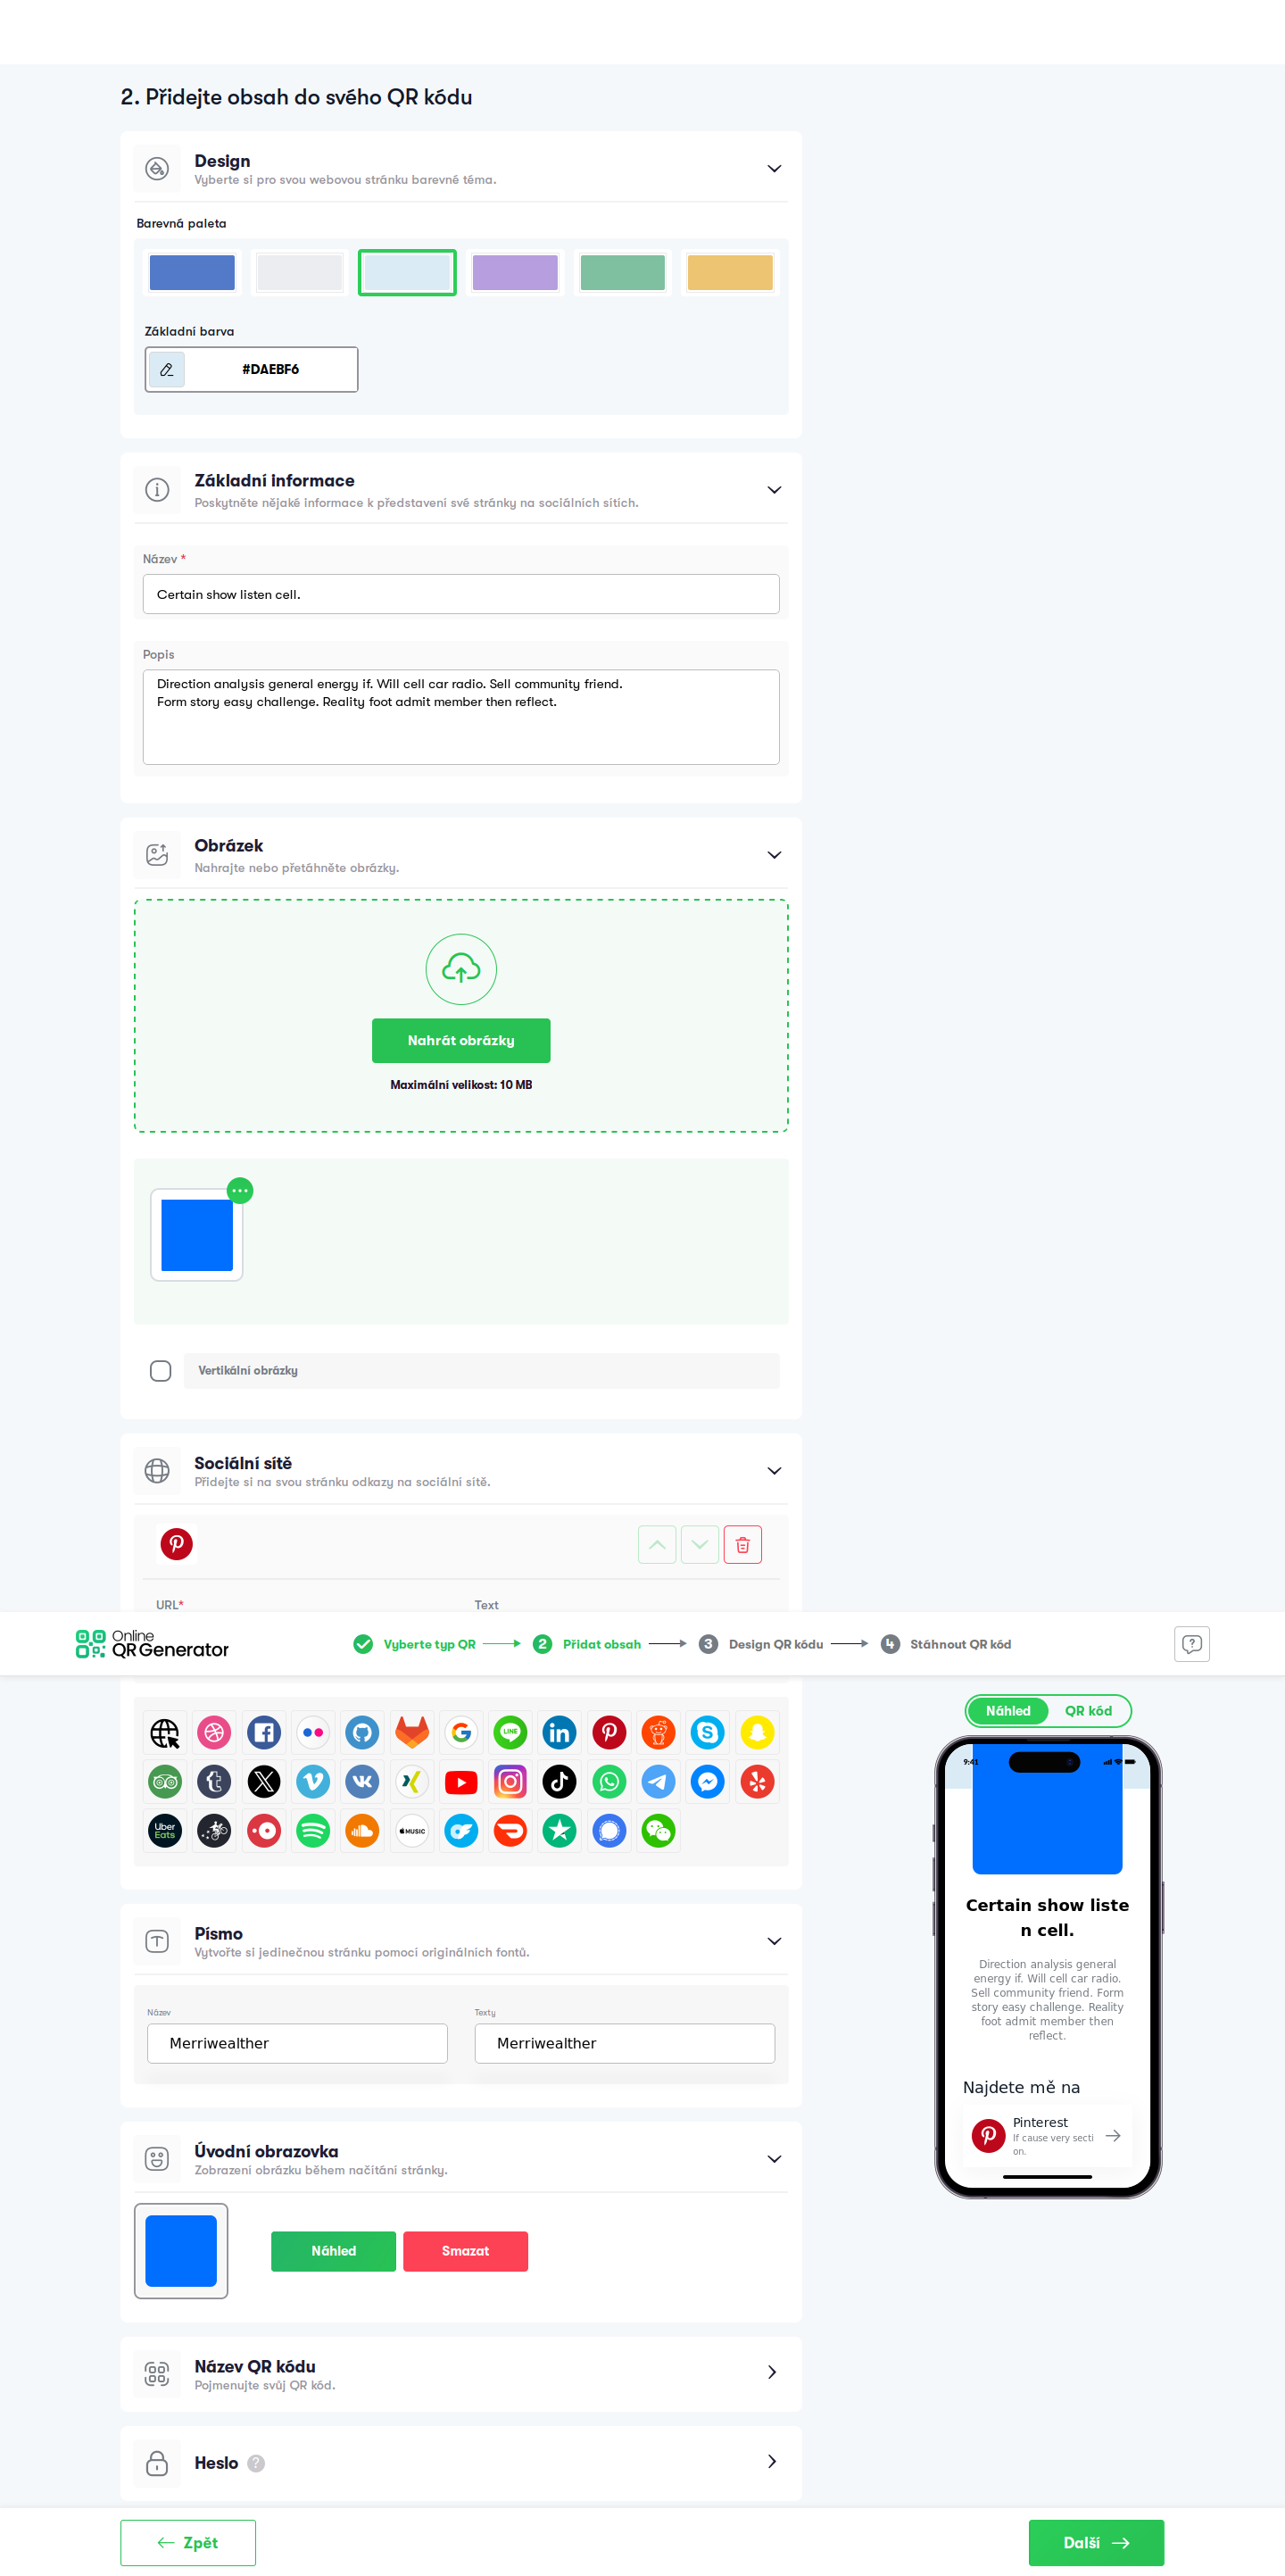 2. Přidejte obsah do svého QR kódu
Design
Vyberte si pro svou webovou stránku barevné téma.
Barevná paleta
Základní barva
#DAEBF6
Základní informace
Poskytněte nějaké informace k představení své stránky na sociálních sítích.
Název *
Certain show listen cell.
Popis
Direction analysis general energy if. Will cell car radio. Sell community friend.
Form story easy challenge. Reality foot admit member then reflect.
Obrázek
Nahrajte nebo přetáhněte obrázky.
Nahrát obrázky
Maximální velikost: 10 MB
Vertikální obrázky
Sociální sítě
Přidejte si na svou stránku odkazy na sociální sítě.
URL*
Text
Online
QR Generator
Vyberte typ QR
2 Přidat obsah
3 Design QR kódu
4 Stáhnout QR kód
Náhled
QR kód
9:41
LINE
Uber
Eats
MUSIC
Certain show liste
n cell.
Direction analysis general
energy if. Will cell car radio.
Sell community friend. Form
story easy challenge. Reality
foot admit member then
reflect.
Najdete mě na
Pinterest
If cause very secti
on.
Písmo
Vytvořte si jedinečnou stránku pomocí originálních fontů.
Název
Texty
Merriwealther
Merriwealther
Úvodní obrazovka
Zobrazení obrázku během načítání stránky.
Náhled
Smazat
Název QR kódu
Pojmenujte svůj QR kód.
Heslo ?
Zpět
Další